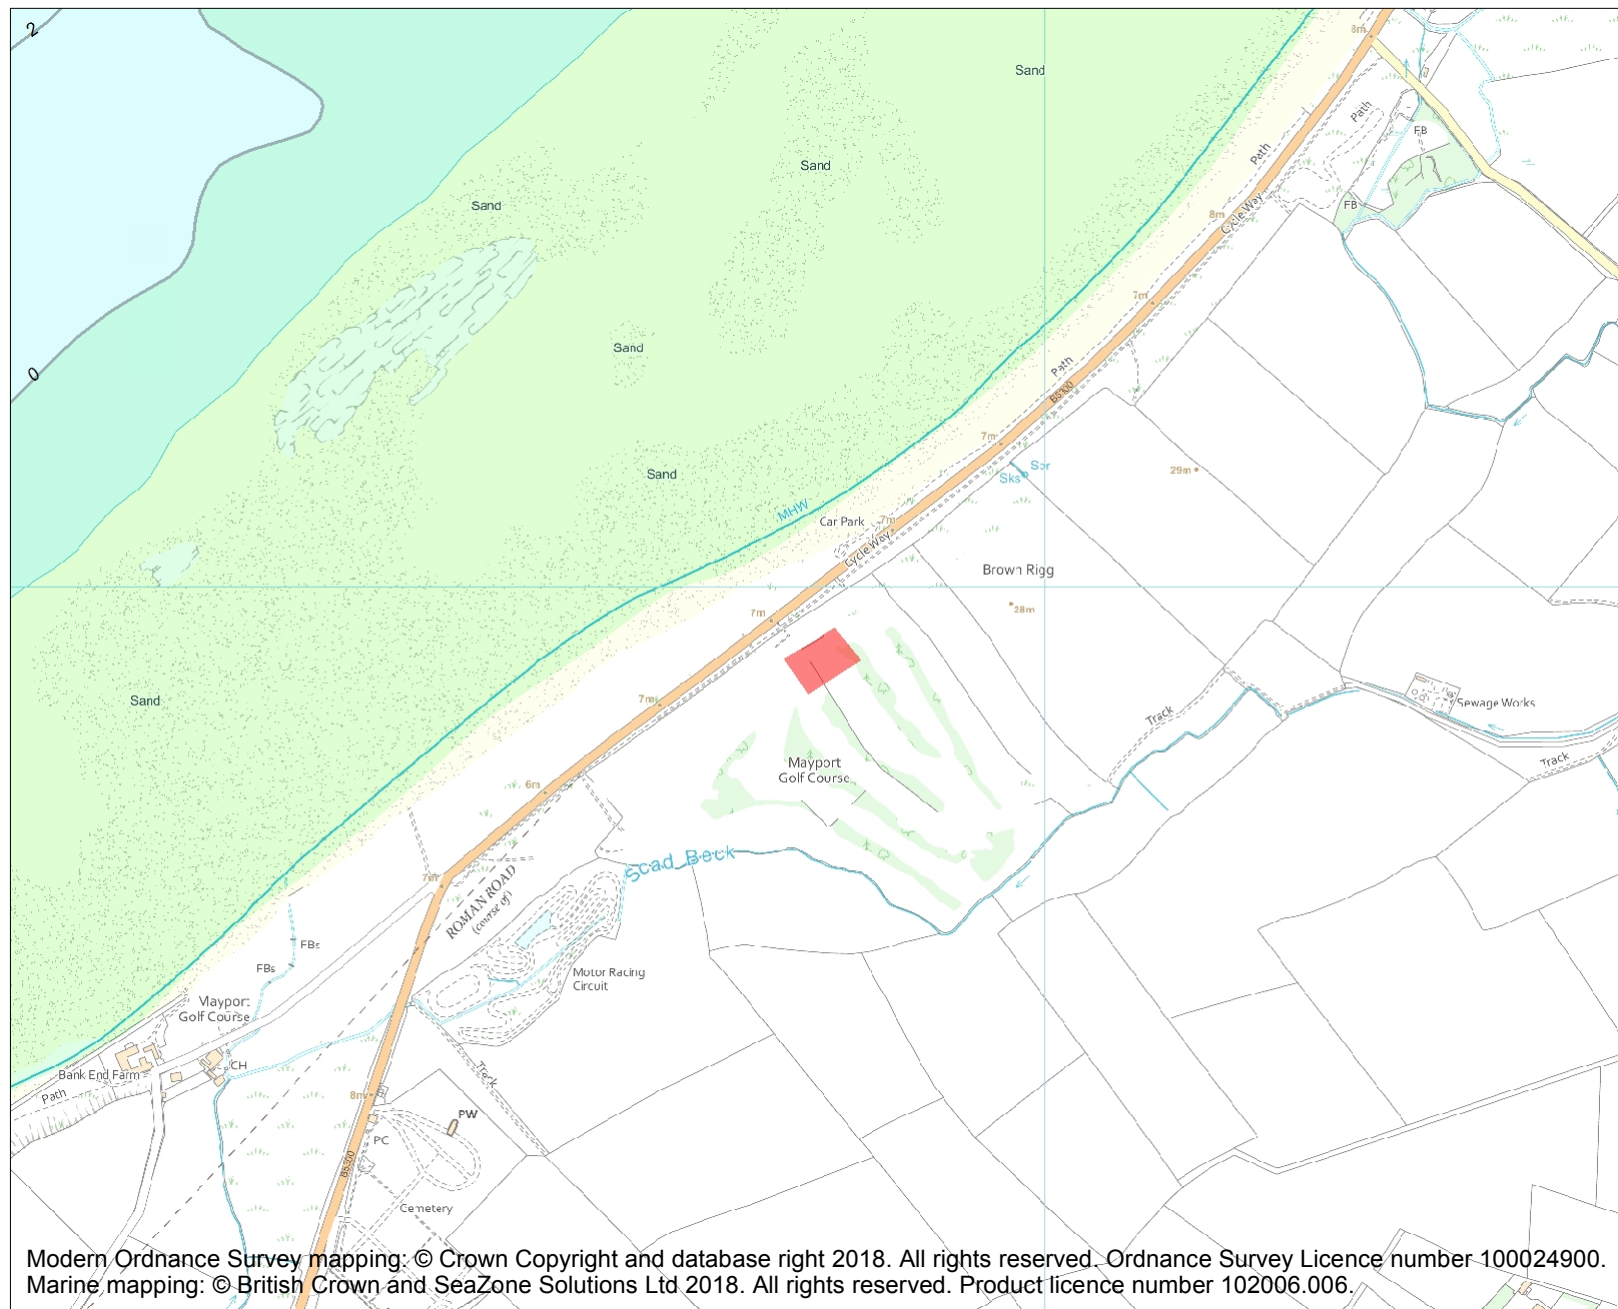 2
Sand
8m
Path
FB
Sand
Path
Sand
FB
8m
Cycle Way
7m
Sand
0
Path
B5300
7m
Sand
Spr
29m
Sks
MHW
Car Park
7m
Cycle Way
Brown Rigg
28m
7m
Sand
7m
Track
Sewage Works
Mayport
Golf Course
Track
6m
Scad Beck
7m
ROMAN ROAD
(course of)
FBs
FBs
Motor Racing
Circuit
Mayport
Golf Course
CH
Bank End Farm
Track
Path
8m
PW
PC
B5300
Cemetery
Modern Ordnance Survey mapping: © Crown Copyright and database right 2018. All rights reserved. Ordnance Survey Licence number 100024900.
Marine mapping: © British Crown and SeaZone Solutions Ltd 2018. All rights reserved. Product licence number 102006.006.